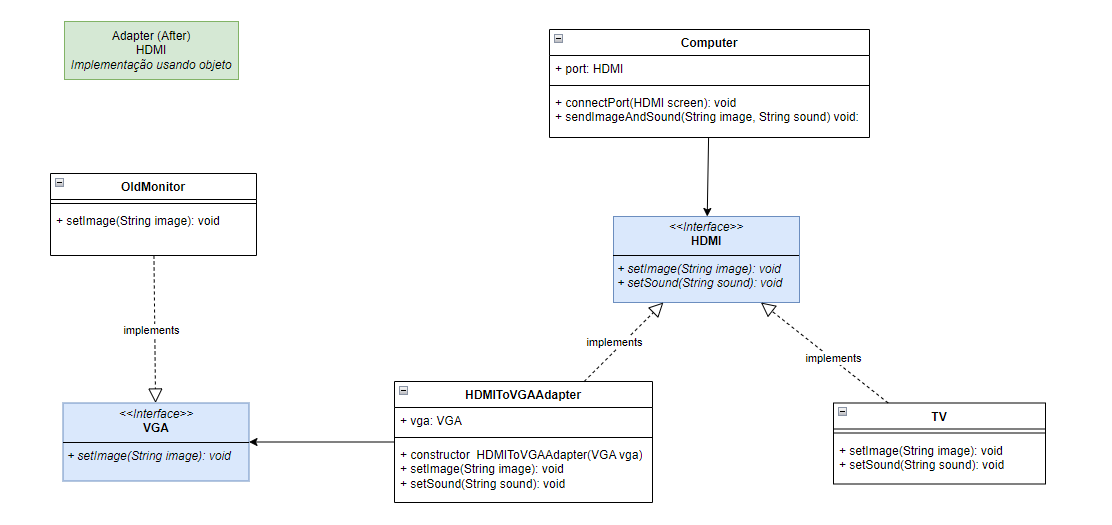 Adapter (After)
HDMI
Implementação usando objeto
Computer
+ port: HDMI
+ connectPort(HDMI screen): void
+ sendImageAndSound(String image, String sound) void:
OldMonitor
+ setImage(String image): void
<<Interface>>
HDMI
+ setImage(String image): void
+ setSound(String sound): void
implements
implements
implements
<<Interface>>
VGA
+ setImage(String image): void
HDMIToVGAAdapter
+ vga: VGA
+ constructor HDMIToVGAAdapter(VGA vga)
+ setImage(String image): void
+ setSound(String sound): void
TV
+ setImage(String image): void
+ setSound(String sound): void